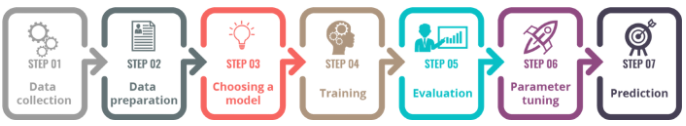 STEP 01
Data
collection
STEP 02
Data
preparation
STEP 03
Choosing a
model
STEP 04
Training
STEP 05
Evaluation
STEP 06
Parameter
tuning
STEP 07
Prediction